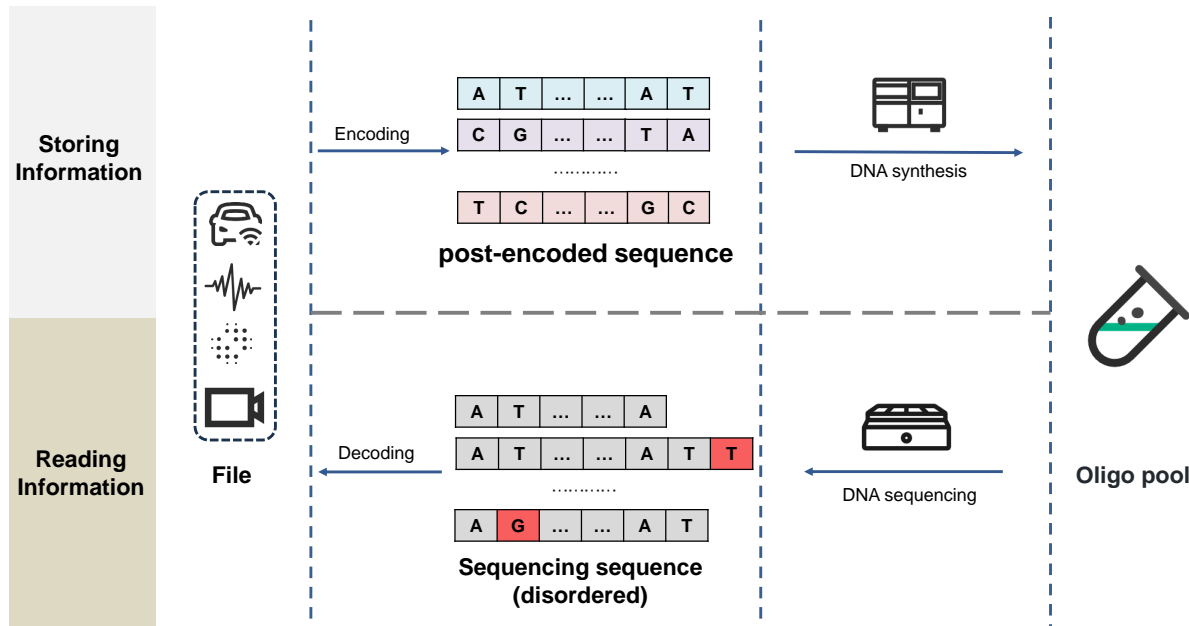 Storing
Information
Encoding
A T … … A T
C G … … T A
…………
T C … … G C
post-encoded sequence
DNA synthesis
Reading
Information
File
Decoding
A T … … A
A T … … A T T
…………
A G … … A T
Sequencing sequence
(disordered)
DNA sequencing
Oligo pool